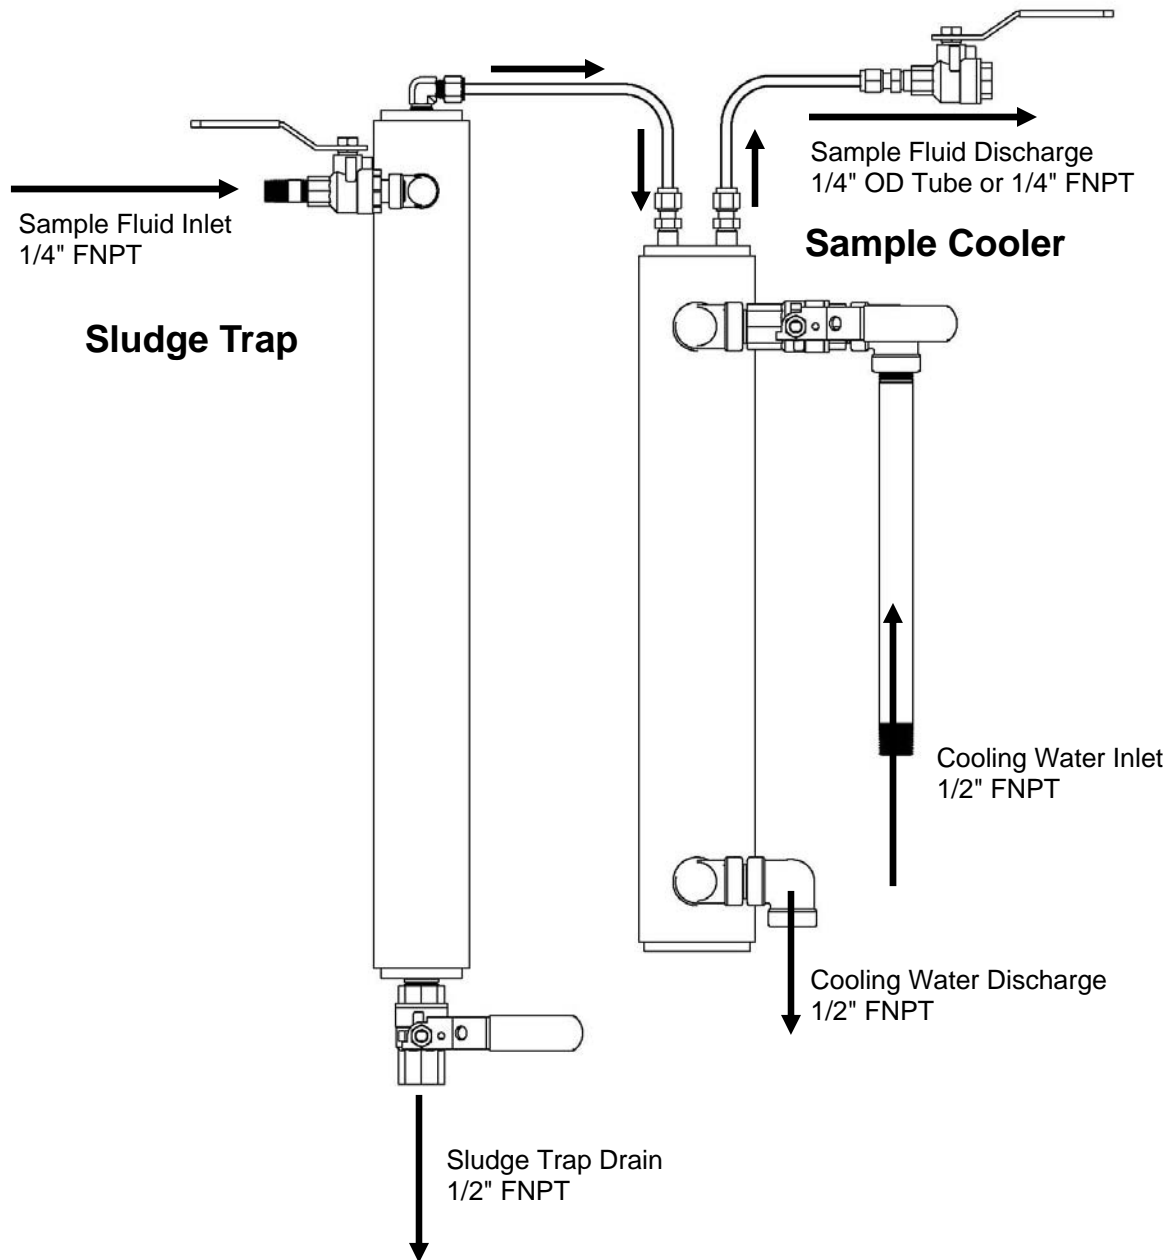 Sample Fluid Inlet
1/4" FNPT
Sludge Trap
Sample Fluid Discharge
1/4" OD Tube or 1/4" FNPT
Sample Cooler
Cooling Water Inlet
1/2" FNPT
Cooling Water Discharge
1/2" FNPT
Sludge Trap Drain
1/2" FNPT